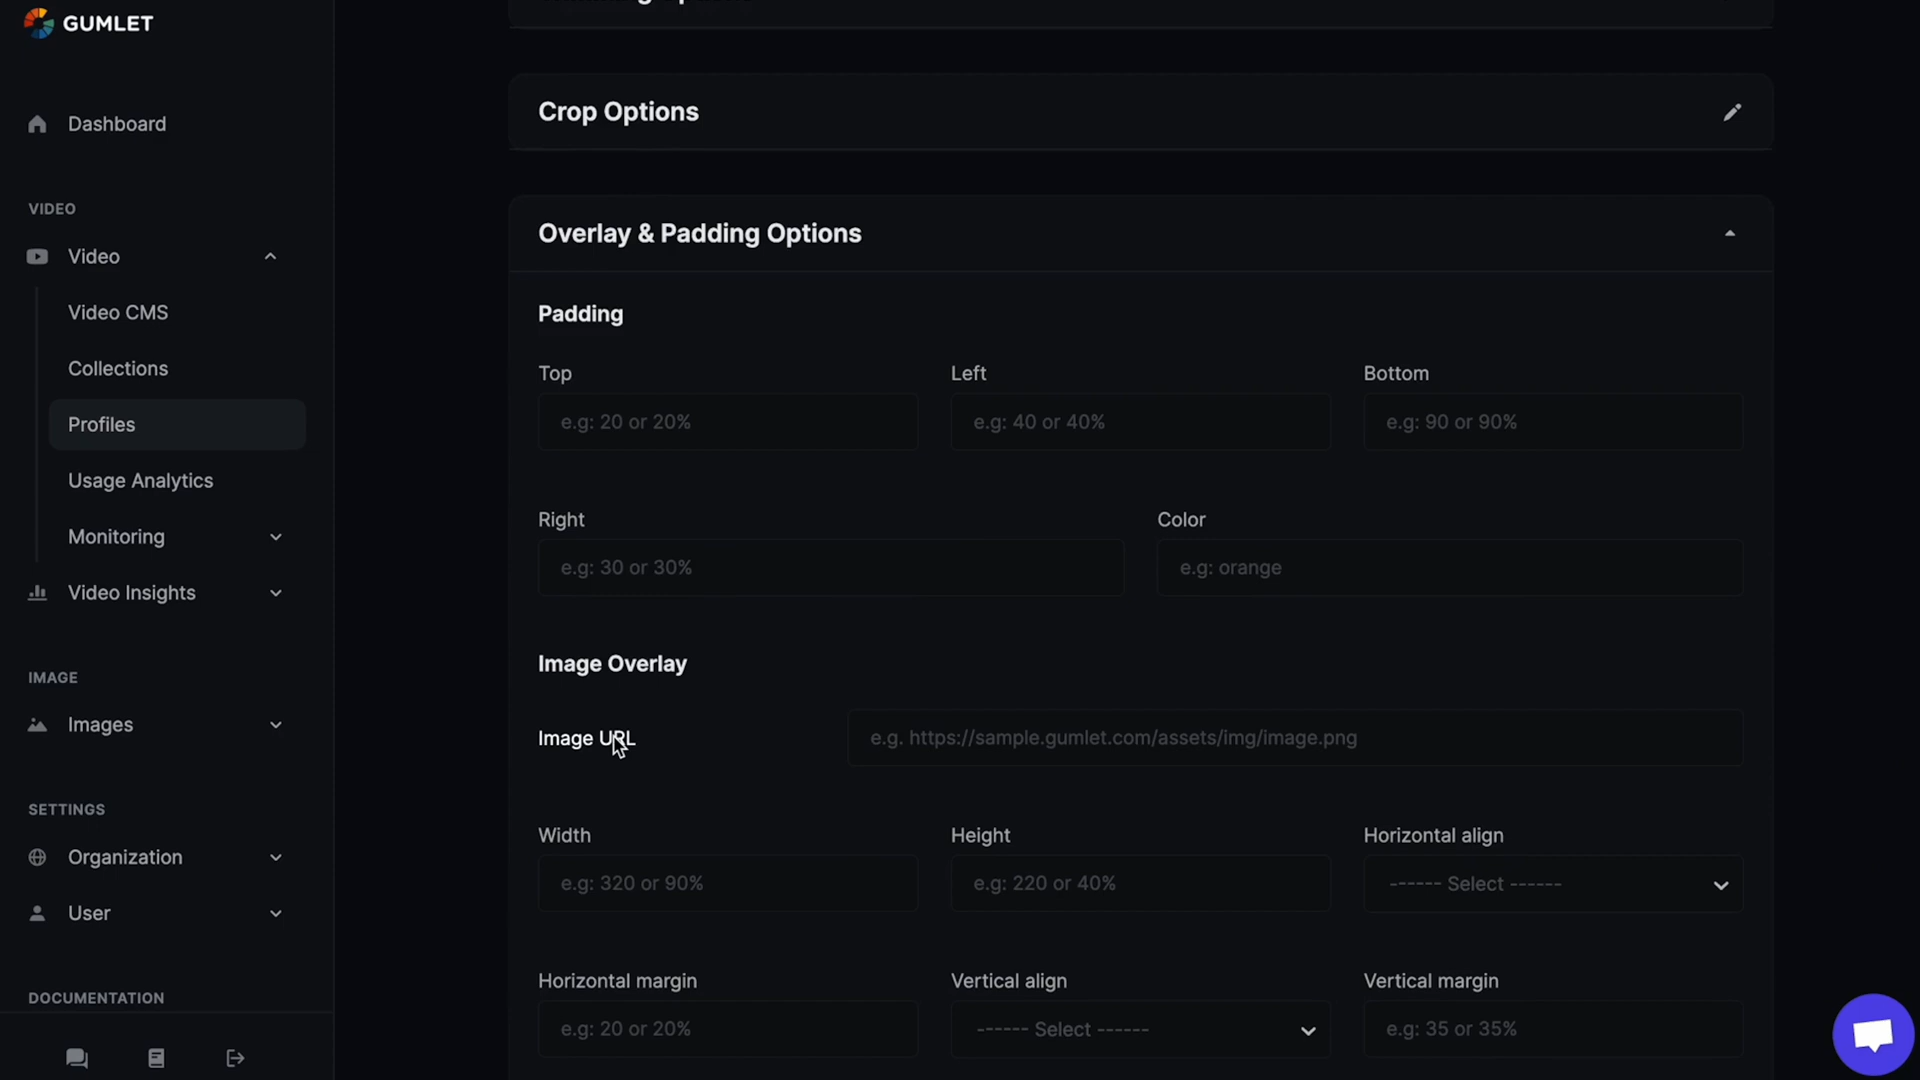 GUMLET
Dashboard
VIDEO
Video
Video CMS
Collections
Profiles
Usage Analytics
Monitoring
Video Insights
IMAGE
Images
SETTINGS
Organization
User
DOCUMENTATION
Crop Options
Overlay & Padding Options
Padding
Top Left Bottom
e.g: 20 or 20% e.g: 40 or 40% e.g: 90 or 90%
Right Color
e.g: 30 or 30% e.g: orange
Image Overlay
Image URL e.g. https://sample.gumlet.com/assets/img/image.png
Width Height Horizontal align
e.g: 320 or 90% e.g: 220 or 40% ------ Select ------
Horizontal margin Vertical align Vertical margin
e.g: 20 or 20% ------ Select ------ e.g: 35 or 35%